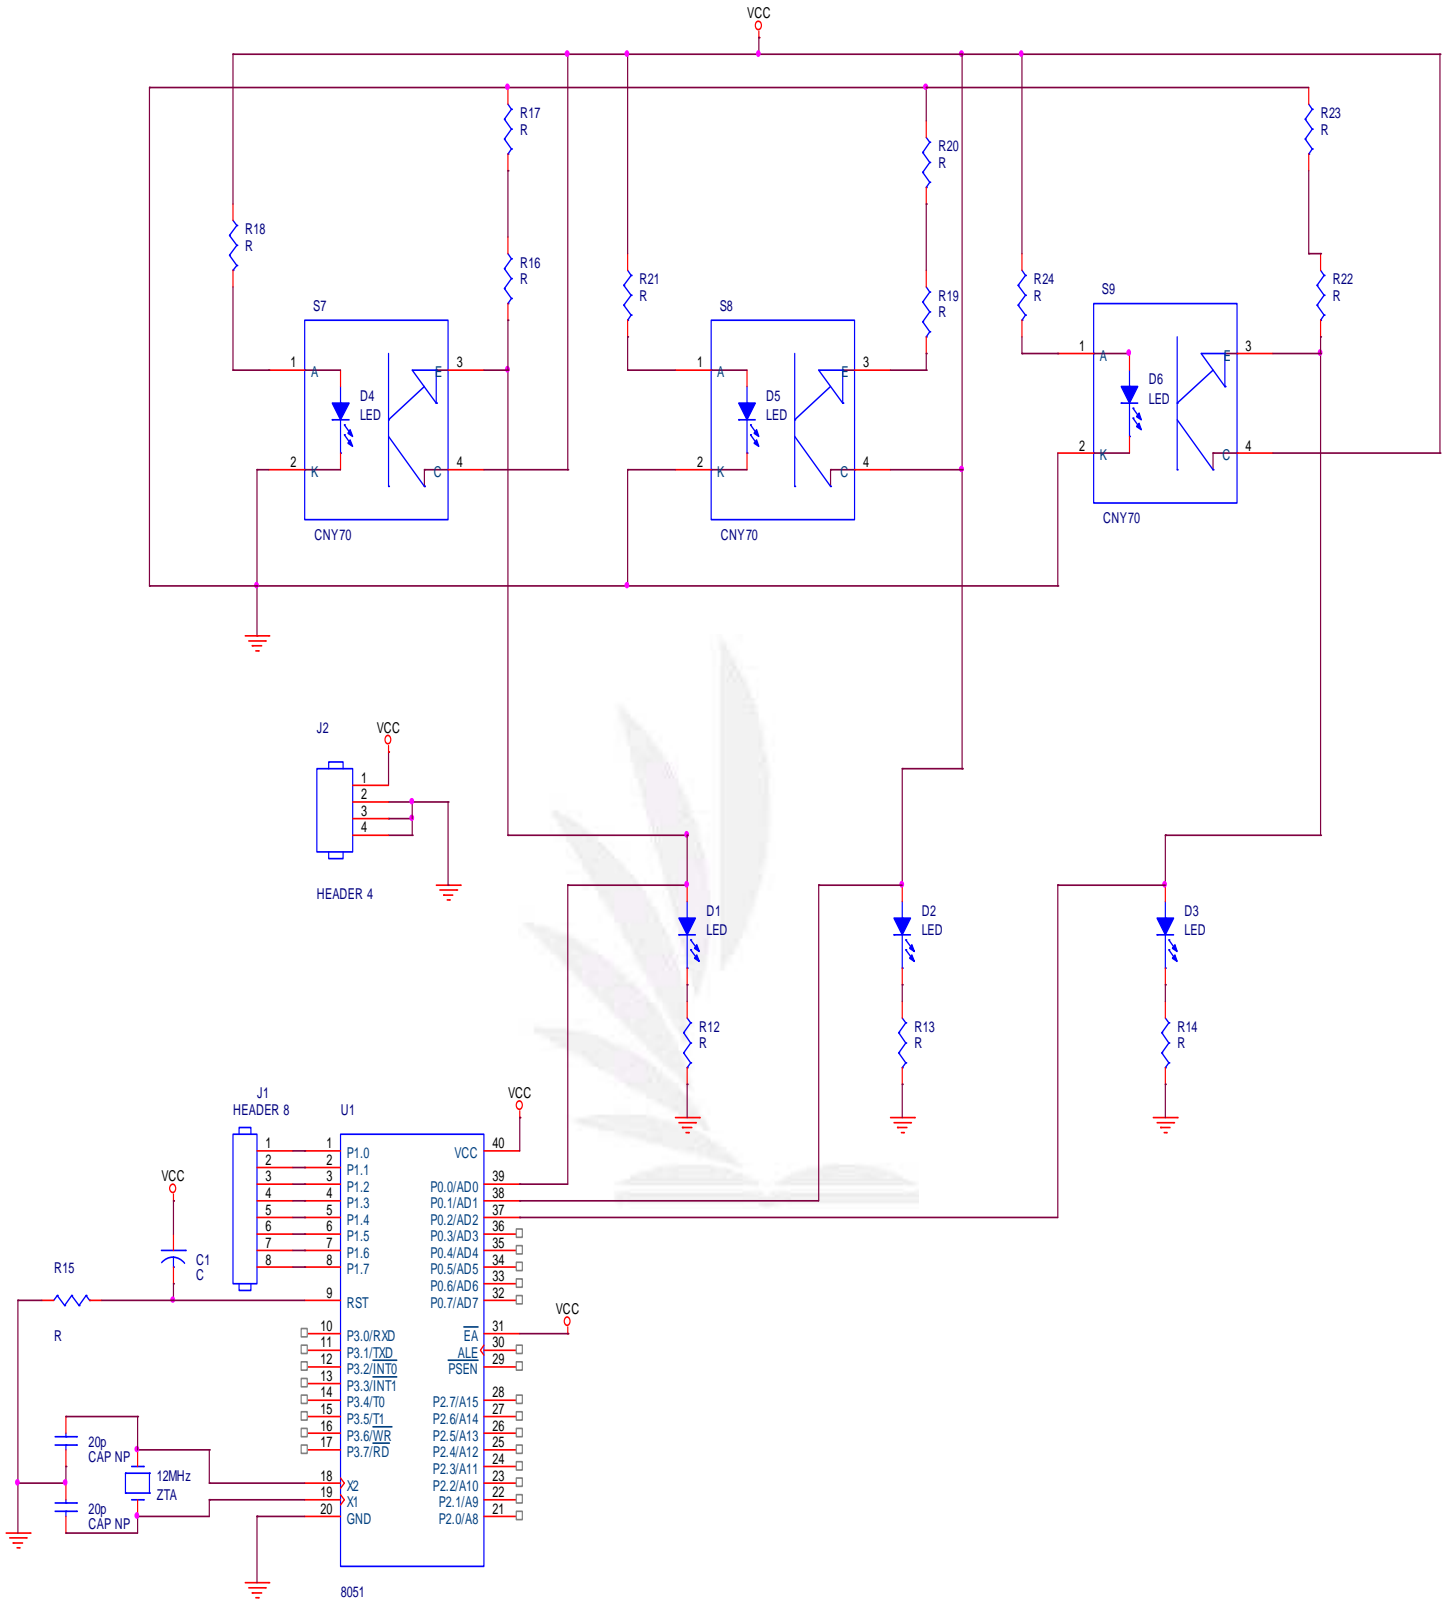 VCC
R17
R
R23
R
R20
R
R18
R
R16
R
R21
R
R19
R
R24
R
R22
R
S7
S8
S9
1
A
D4
LED
2
K
3
E
4
C
CNY70
1
A
D5
LED
2
K
3
E
4
C
CNY70
1
A
D6
LED
2
K
3
E
4
C
CNY70
J2
VCC
1
2
3
4
HEADER 4
D1
LED
D2
LED
D3
LED
R12
R
R13
R
R14
R
J1
HEADER 8
U1
VCC
1 1 P1.0
2 2 P1.1
3 3 P1.2
4 4 P1.3
5 5 P1.4
6 6 P1.5
7 7 P1.6
8 8 P1.7
VCC
C1
C
R15
R
9 RST
10 P3.0/RXD
11 P3.1/TXD
12 P3.2/INT0
13 P3.3/INT1
14 P3.4/T0
15 P3.5/T1
16 P3.6/WR
17 P3.7/RD
18 X2
19 X1
20 GND
VCC 40
P0.0/AD0 39
P0.1/AD1 38
P0.2/AD2 37
P0.3/AD3 36
P0.4/AD4 35
P0.5/AD5 34
P0.6/AD6 33
P0.7/AD7 32
VCC
EA 31
ALE 30
PSEN 29
P2.7/A15 28
P2.6/A14 27
P2.5/A13 26
P2.4/A12 25
P2.3/A11 24
P2.2/A10 23
P2.1/A9 22
P2.0/A8 21
20p
CAP NP
12MHz
ZTA
20p
CAP NP
8051